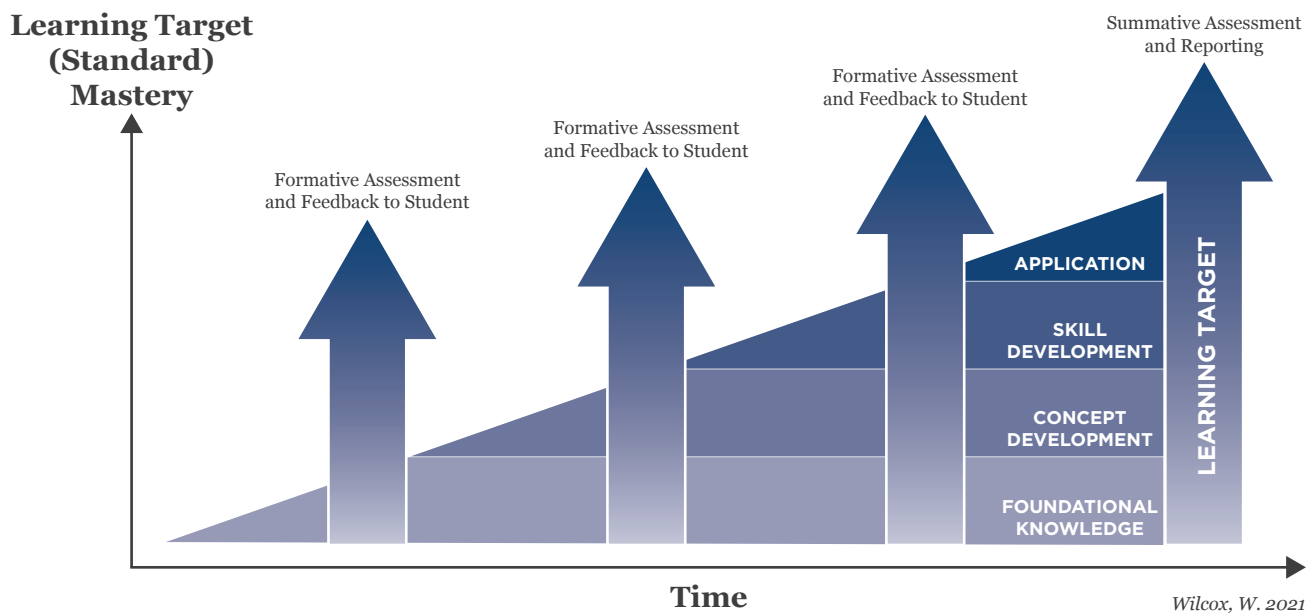 Learning Target
(Standard)
Mastery
Summative Assessment
and Reporting
Formative Assessment
and Feedback to Student
Formative Assessment
and Feedback to Student
Formative Assessment
and Feedback to Student
APPLICATION
SKILL
DEVELOPMENT
CONCEPT
DEVELOPMENT
FOUNDATIONAL
KNOWLEDGE
LEARNING TARGET
Time
Wilcox, W. 2021